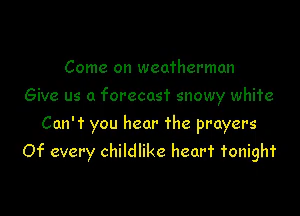 Come on weatherman
Give us a forecast snowy white
Can't you hear the prayers
Of every childlike heart tonight